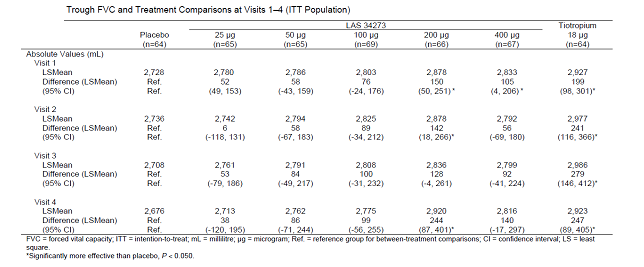 Trough FVC and Treatment Comparisons at Visits 1–4 (ITT Population)
LAS 34273
Placebo 25 µg 50 µg 100 µg 200 µg 400 µg Tiotropium 18 µg
(n=64) (n=65) (n=65) (n=69) (n=66) (n=67) (n=64)
Absolute Values (mL)
Visit 1
LSMean 2,728 2,780 2,786 2,803 2,878 2,833 2,927
Difference (LSMean) Ref. 52 58 76 150 105 199
(95% CI) Ref. (49, 153) (-43, 159) (-24, 176) (50, 251) * (4, 206) * (98, 301) *
Visit 2
LSMean 2,736 2,742 2,794 2,825 2,878 2,792 2,977
Difference (LSMean) Ref. 6 58 89 142 56 241
(95% CI) Ref. (-118, 131) (-67, 183) (-34, 212) (18, 266)* (-69, 180) (116, 366)*
Visit 3
LSMean 2,708 2,761 2,791 2,808 2,836 2,799 2,986
Difference (LSMean) Ref. 53 84 100 128 92 279
(95% CI) Ref. (-79, 186) (-49, 217) (-31, 232) (-4, 261) (-41, 224) (146, 412)*
Visit 4
LSMean 2,676 2,713 2,762 2,775 2,920 2,816 2,923
Difference (LSMean) Ref. 38 86 99 244 140 247
(95% CI) Ref. (-120, 195) (-71, 244) (-56, 255) (87, 401)* (-17, 297) (89, 405)*
FVC = forced vital capacity; ITT = intention-to-treat; mL = millilitre; µg = microgram; Ref. = reference group for between-treatment comparisons; CI = confidence interval; LS = least
square.
*Significantly more effective than placebo, P < 0.050.